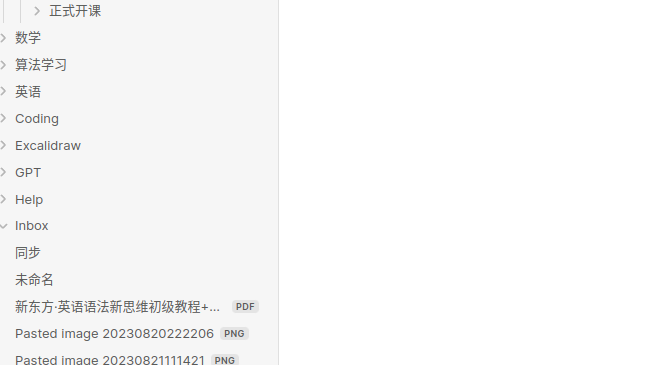 正式开课
数学
算法学习
英语
Coding
Excalidraw
GPT
Help
Inbox
同步
未命名
新东方·英语语法新思维初级教程+... PDF
Pasted image 20230820222206 PNG
Pasted image 20230821111421 PNG